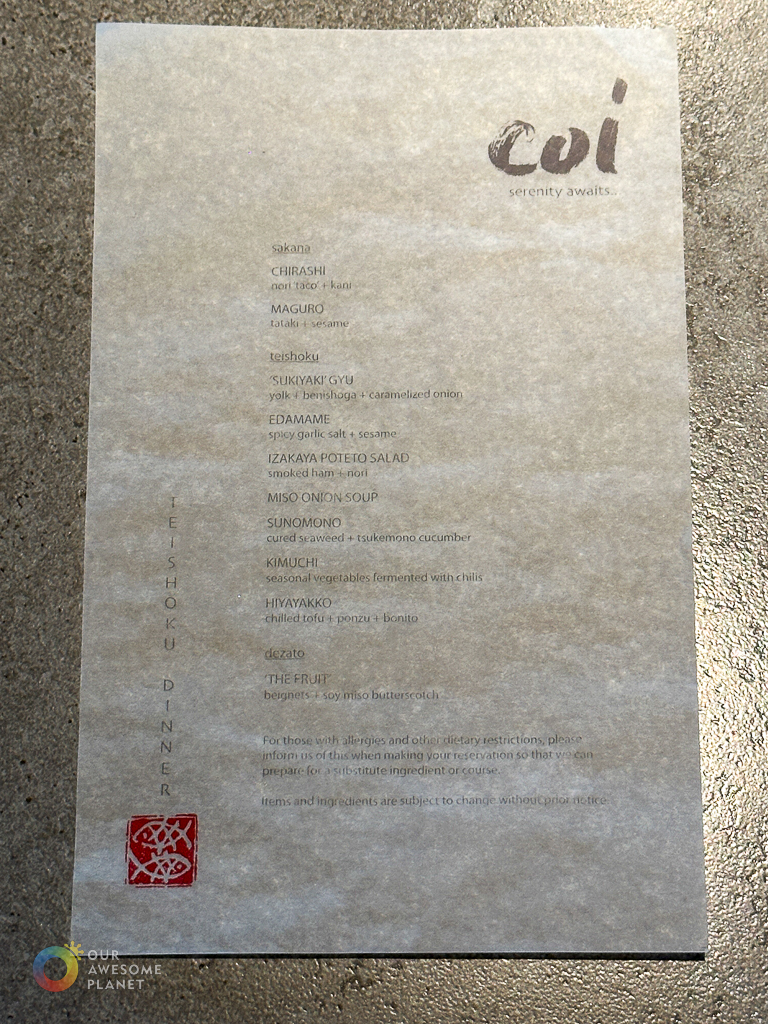 coi
serenity awaits..
sakana
CHIRASHI
nori 'taco' + kani
MAGURO
tataki + sesame
teishoku
'SUKIYAKI' GYU
yolk + benishoga + caramelized onion
EDAMAME
spicy garlic salt + sesame
IZAKAYA POTETO SALAD
smoked ham + nori
MISO ONION SOUP
SUNOMONO
cured seaweed + tsukemono cucumber
KIMUCHI
seasonal vegetables fermented with chilis
HIYAYAKKO
chilled tofu + ponzu + bonito
dezato
'THE FRUIT'
beignets + soy miso butterscotch
For those with allergies and other dietary restrictions, please
inform us of this when making your reservation so that we can
prepare for a substitute ingredient or course.
Items and ingredients are subject to change without prior notice.
TEISHOKU DINNER
OUR
AWESOME
PLANET